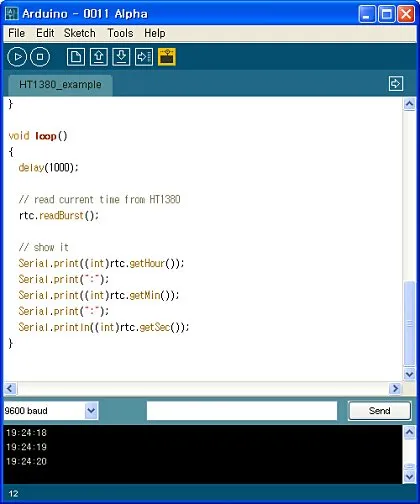 Arduino - 0011 Alpha
File Edit Sketch Tools Help
HT1380_example
}
void loop()
{
delay(1000);
// read current time from HT1380
rtc.readBurst();
// show it
Serial.print((int)rtc.getHour());
Serial.print(":");
Serial.print((int)rtc.getMin());
Serial.print(":");
Serial.println((int)rtc.getSec());
}
9600 baud Send
19:24:18
19:24:19
19:24:20
12